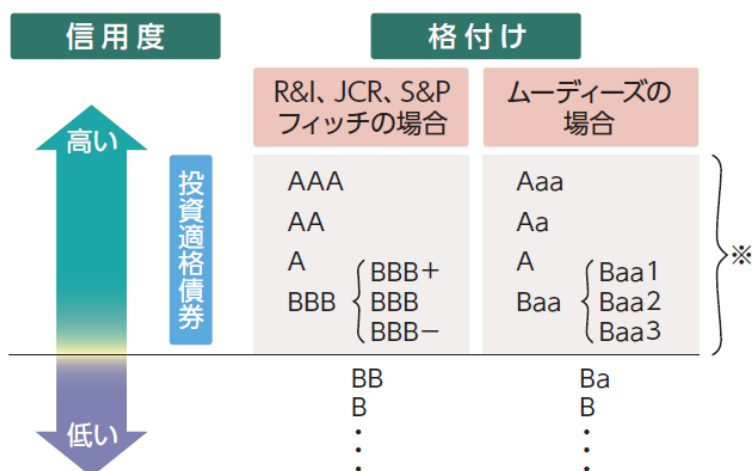 信用度
格付け
R&I、JCR、S&P
フィッチの場合
ムーディーズの
場合
高い
投資適格債券
AAA
Aaa
AA
Aa
A
A
BBB
BBB+
BBB
BBB−
Baa
Baa1
Baa2
Baa3
※
BB
Ba
B
B
・
・
・
・
・
・
低い